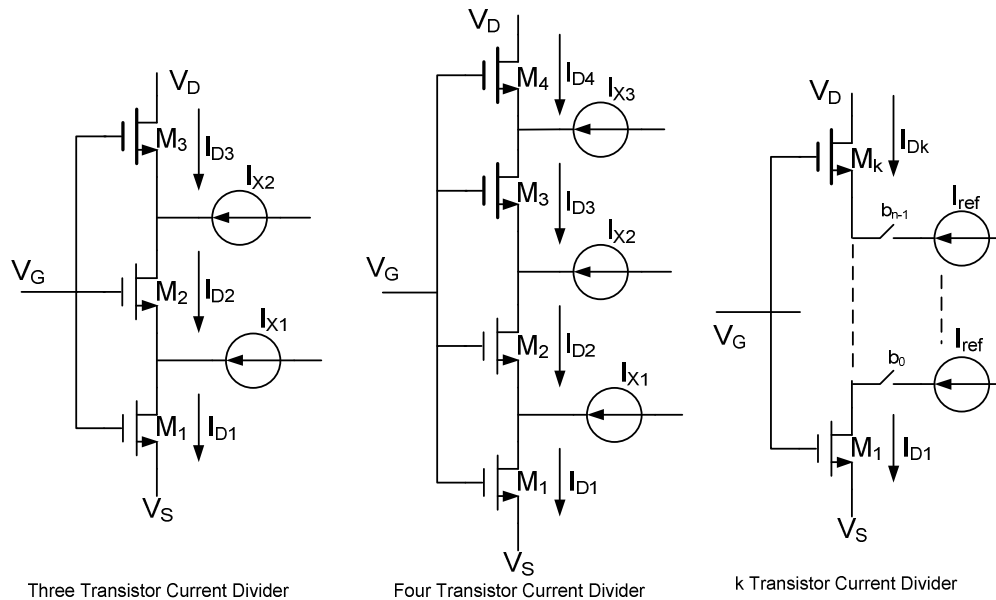 V_D
M_3
I_D3
I_X2
V_G
M_2
I_D2
I_X1
M_1
I_D1
V_S
Three Transistor Current Divider
V_D
M_4
I_D4
I_X3
M_3
I_D3
I_X2
V_G
M_2
I_D2
I_X1
M_1
I_D1
V_S
Four Transistor Current Divider
V_D
M_k
I_Dk
b_n-1
I_ref
V_G
b_0
I_ref
M_1
I_D1
V_S
k Transistor Current Divider